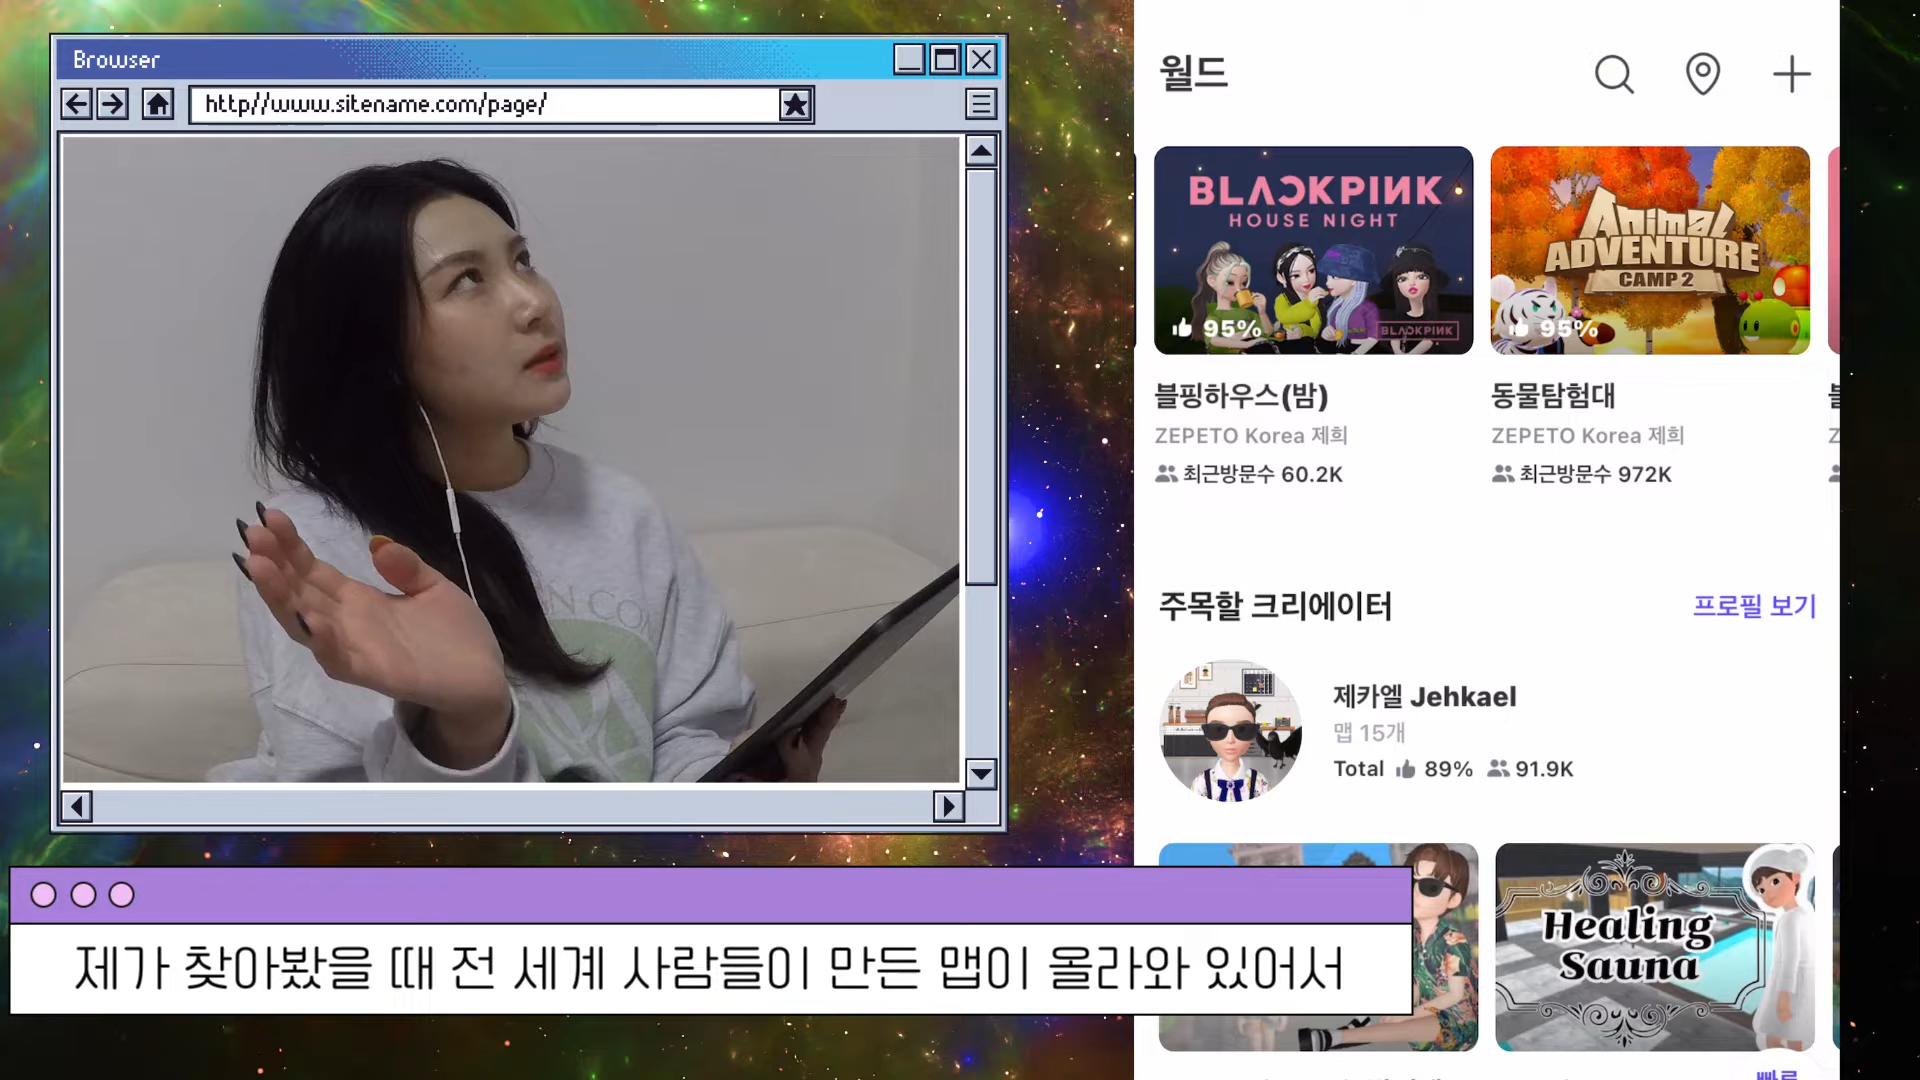 Browser
http//www.sitename.com/page/
월드
BLACKPINK
HOUSE NIGHT
BLACKPINK
95%
Animal
ADVENTURE
CAMP 2
95%
블핑하우스(밤)
ZEPETO Korea 제희
최근방문수 60.2K
동물탐험대
ZEPETO Korea 제희
최근방문수 972K
주목할 크리에이터
프로필 보기
제카엘 Jehkael
맵 15개
Total 89% 91.9K
Healing
Sauna
제가 찾아봤을 때 전 세계 사람들이 만든 맵이 올라와 있어서